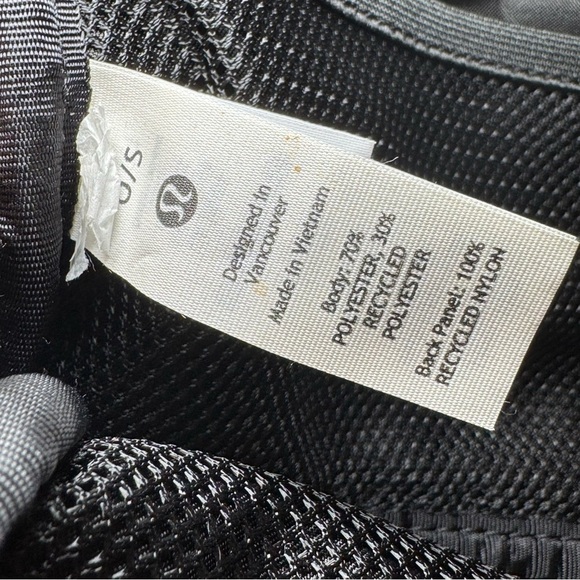 O/S
Designed in
Vancouver
Made in Vietnam
Body: 70%
POLYESTER, 30%
RECYCLED
POLYESTER
Back Panel: 100%
RECYCLED NYLON